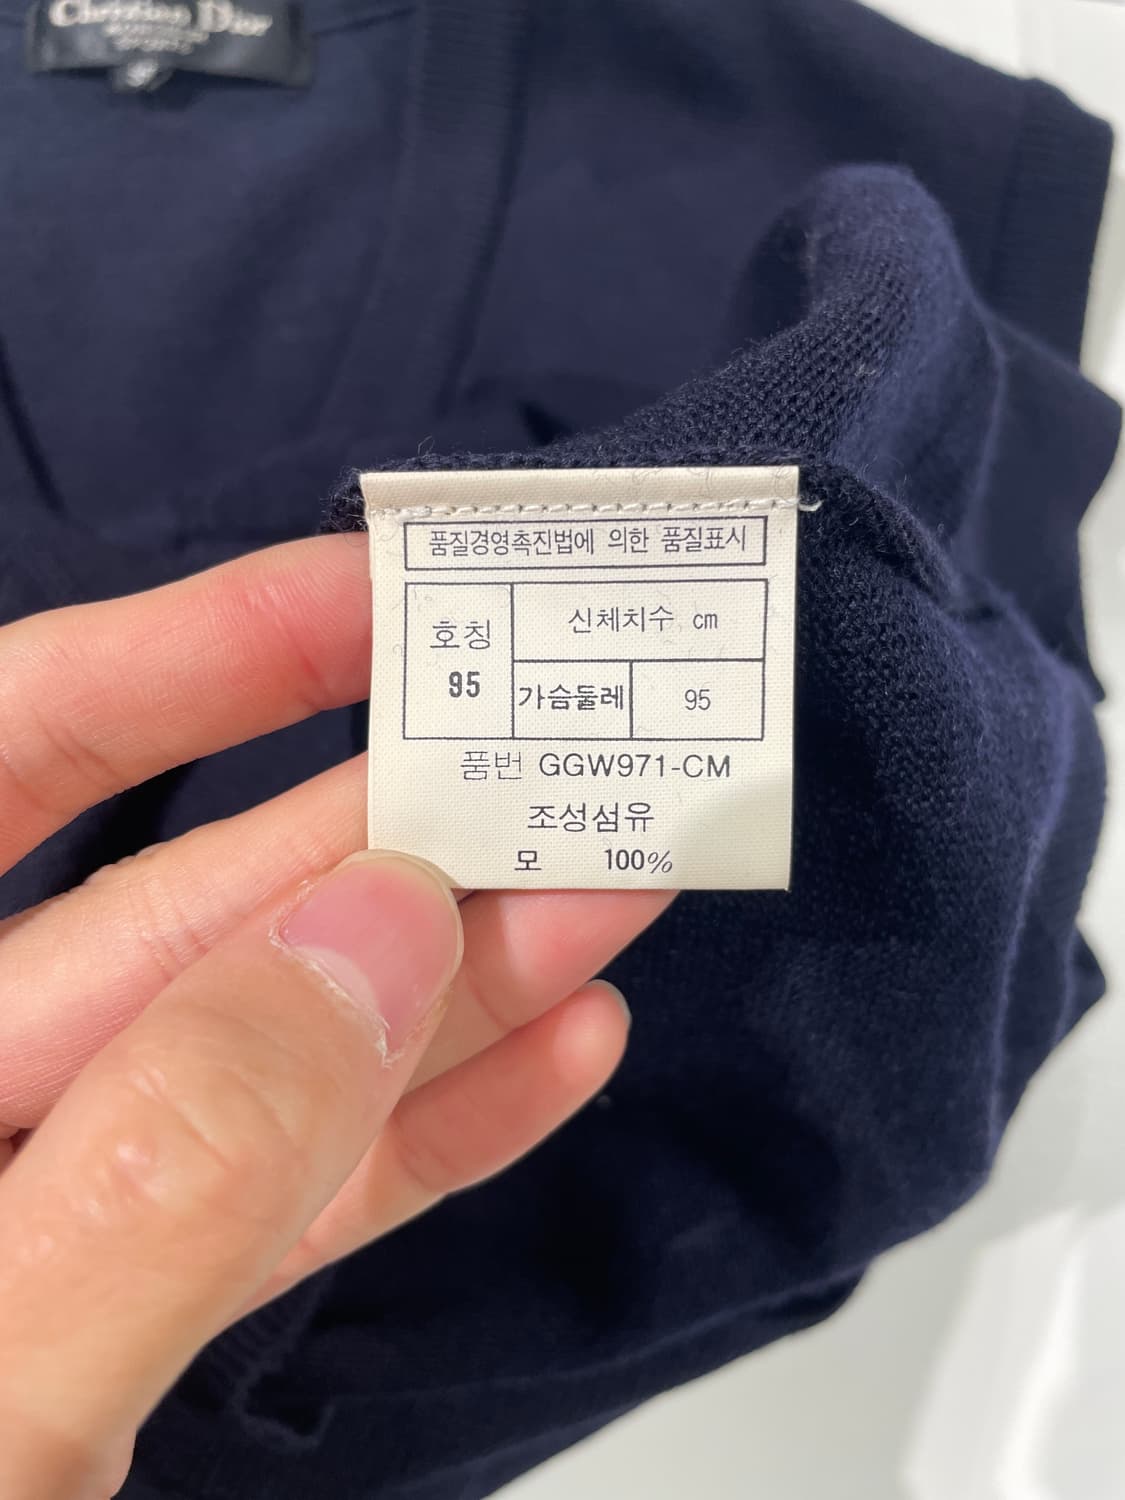 Christian Dior
SPORTS
품질경영촉진법에 의한 품질표시
호칭
95
신체치수 cm
가슴둘레 95
품번 GGW971-CM
조성섬유
모 100%